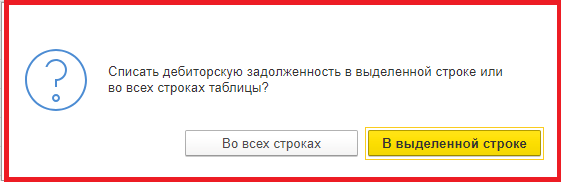 Списать дебиторскую задолженность в выделенной строке или
во всех строках таблицы?
Во всех строках
В выделенной строке